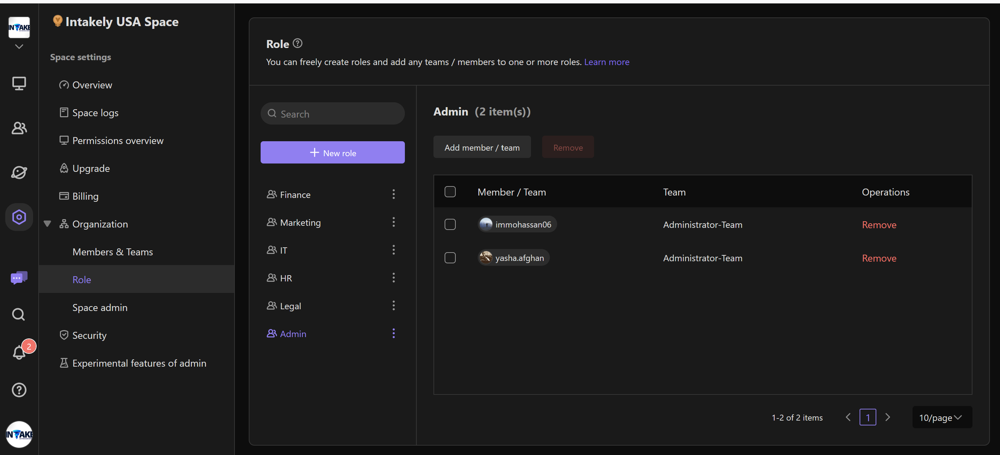 Intakely USA Space
Space settings
Overview
Space logs
Permissions overview
Upgrade
Billing
Organization
Members & Teams
Role
Space admin
Security
Experimental features of admin
2
Role
You can freely create roles and add any teams / members to one or more roles. Learn more
Search
New role
Finance
Marketing
IT
HR
Legal
Admin
Admin (2 item(s))
Add member / team
Remove
Member / Team Team Operations
immohassan06 Administrator-Team Remove
yasha.afghan Administrator-Team Remove
1-2 of 2 items 1 10/page